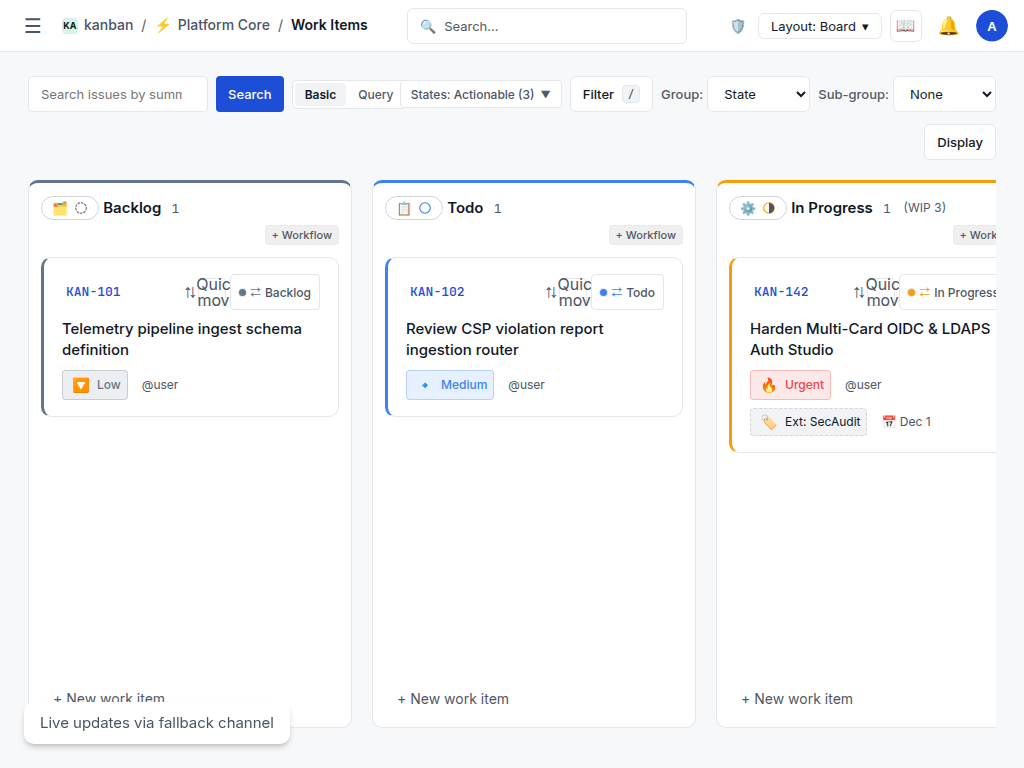 KA kanban / Platform Core / Work Items
Search...
Layout: Board ▾
A
Search issues by summ
Search
Basic
Query
States: Actionable (3) ▼
Filter /
Group: State
Sub-group: None
Display
Backlog 1
+ Workflow
KAN-101
Quic
mov
⇄ Backlog
Telemetry pipeline ingest schema
definition
Low
@user
+ New work item
Todo 1
+ Workflow
KAN-102
Quic
mov
⇄ Todo
Review CSP violation report
ingestion router
Medium
@user
+ New work item
In Progress 1 (WIP 3)
+ Work
KAN-142
Quic
mov
⇄ In Progress
Harden Multi-Card OIDC & LDAPS
Auth Studio
Urgent
@user
Ext: SecAudit
Dec 1
+ New work item
Live updates via fallback channel